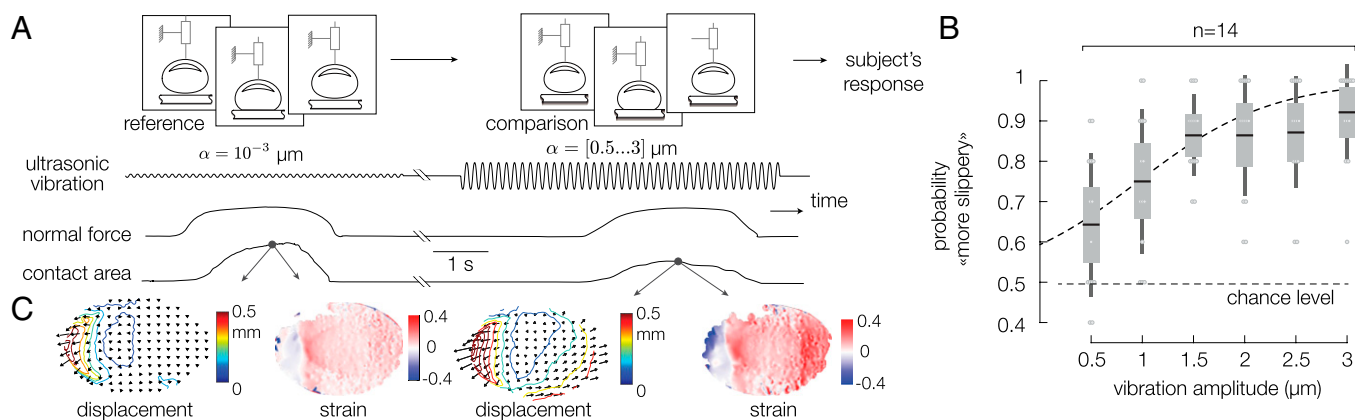 A
reference
comparison
subject's
response
α = 10⁻³ μm
α = [0.5...3] μm
ultrasonic
vibration
time
normal force
1 s
contact area
C
0.5
mm
0
displacement
0.4
0
-0.4
strain
0.5
mm
0
displacement
0.4
0
-0.4
strain
B
n=14
probability
«more slippery»
1
0.9
0.8
0.7
0.6
0.5
0.4
chance level
0.5 1 1.5 2 2.5 3
vibration amplitude (μm)